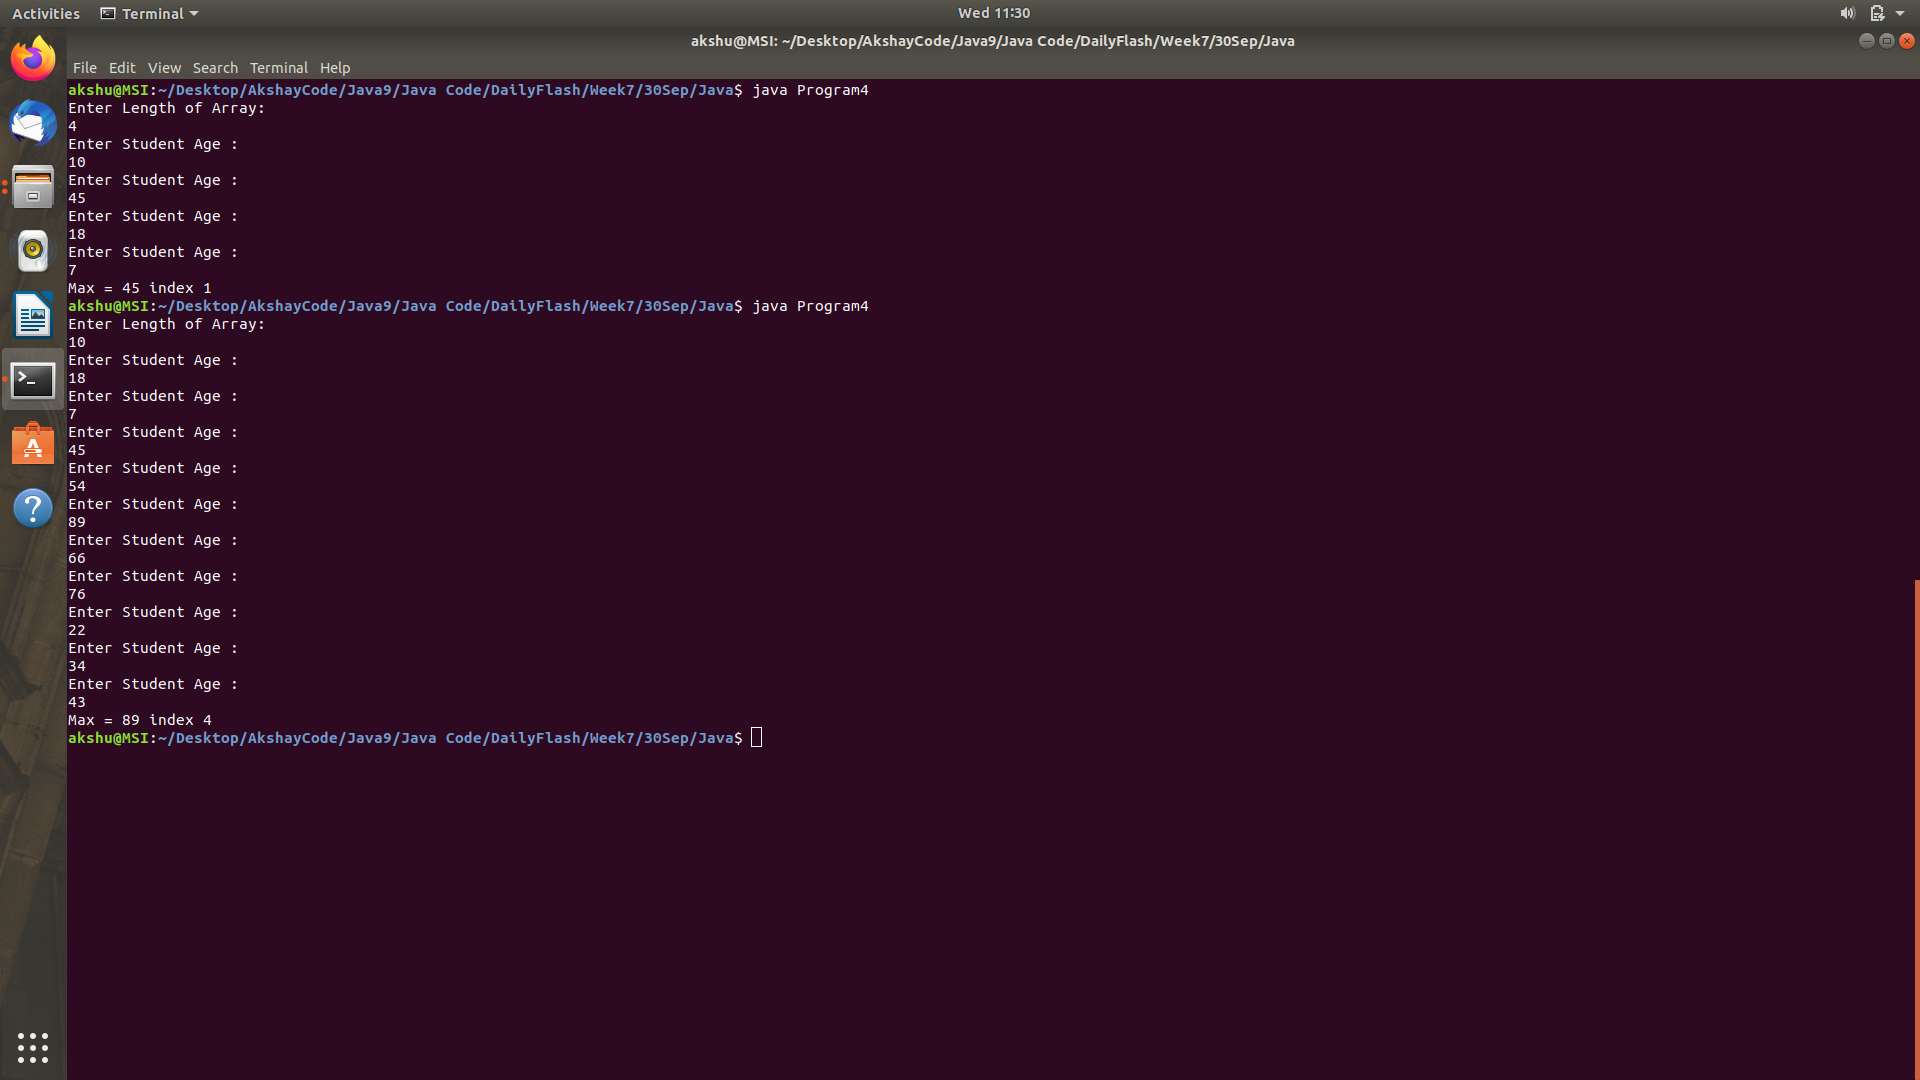 Activities Terminal Wed 11:30
akshu@MSI: ~/Desktop/AkshayCode/Java9/Java Code/DailyFlash/Week7/30Sep/Java
File Edit View Search Terminal Help
akshu@MSI:~/Desktop/AkshayCode/Java9/Java Code/DailyFlash/Week7/30Sep/Java$ java Program4
Enter Length of Array:
4
Enter Student Age :
10
Enter Student Age :
45
Enter Student Age :
18
Enter Student Age :
7
Max = 45 index 1
akshu@MSI:~/Desktop/AkshayCode/Java9/Java Code/DailyFlash/Week7/30Sep/Java$ java Program4
Enter Length of Array:
10
Enter Student Age :
18
Enter Student Age :
7
Enter Student Age :
45
Enter Student Age :
54
Enter Student Age :
89
Enter Student Age :
66
Enter Student Age :
76
Enter Student Age :
22
Enter Student Age :
34
Enter Student Age :
43
Max = 89 index 4
akshu@MSI:~/Desktop/AkshayCode/Java9/Java Code/DailyFlash/Week7/30Sep/Java$